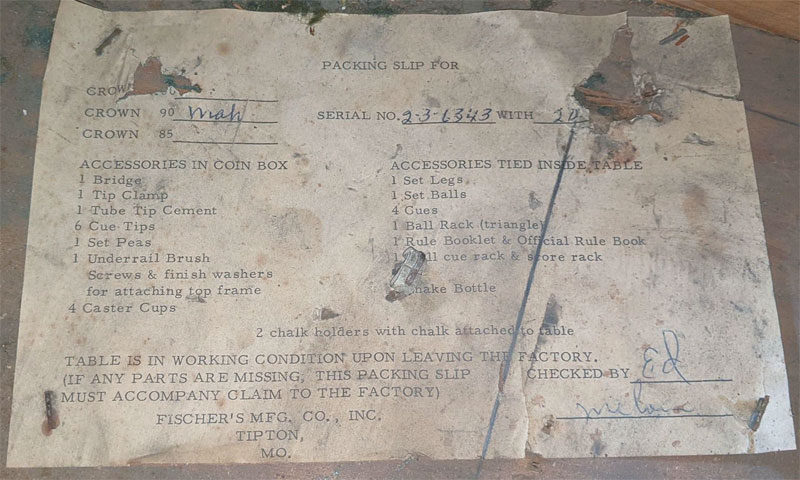 PACKING SLIP FOR
CROWN
CROWN 90 Mah
CROWN 85
SERIAL NO. 2-3-6343 WITH
ACCESSORIES IN COIN BOX
1 Bridge
1 Tip Clamp
1 Tube Tip Cement
6 Cue Tips
1 Set Peas
1 Underrail Brush
Screws & finish washers
for attaching top frame
4 Caster Cups
ACCESSORIES TIED INSIDE TABLE
1 Set Legs
1 Set Balls
4 Cues
1 Ball Rack (triangle)
1 Rule Booklet & Official Rule Book
1 cue rack & score rack
Shake Bottle
2 chalk holders with chalk attached to table
TABLE IS IN WORKING CONDITION UPON LEAVING THE FACTORY.
(IF ANY PARTS ARE MISSING, THIS PACKING SLIP
MUST ACCOMPANY CLAIM TO THE FACTORY)
CHECKED BY Ed
FISCHER'S MFG. CO., INC.
TIPTON,
MO.